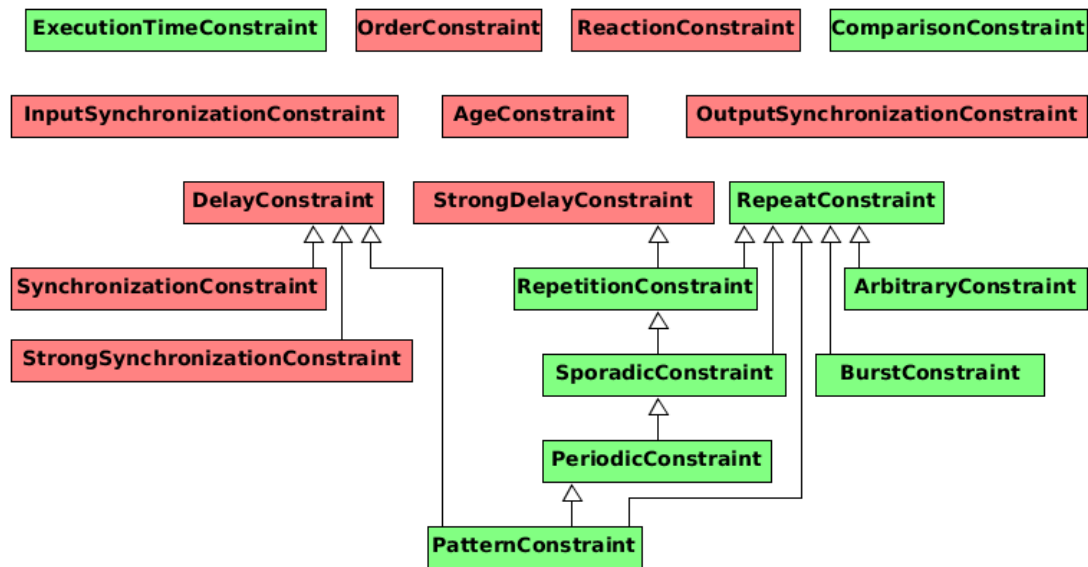 ExecutionTimeConstraint
OrderConstraint
ReactionConstraint
ComparisonConstraint
InputSynchronizationConstraint
AgeConstraint
OutputSynchronizationConstraint
DelayConstraint
StrongDelayConstraint
RepeatConstraint
SynchronizationConstraint
RepetitionConstraint
ArbitraryConstraint
StrongSynchronizationConstraint
SporadicConstraint
BurstConstraint
PeriodicConstraint
PatternConstraint